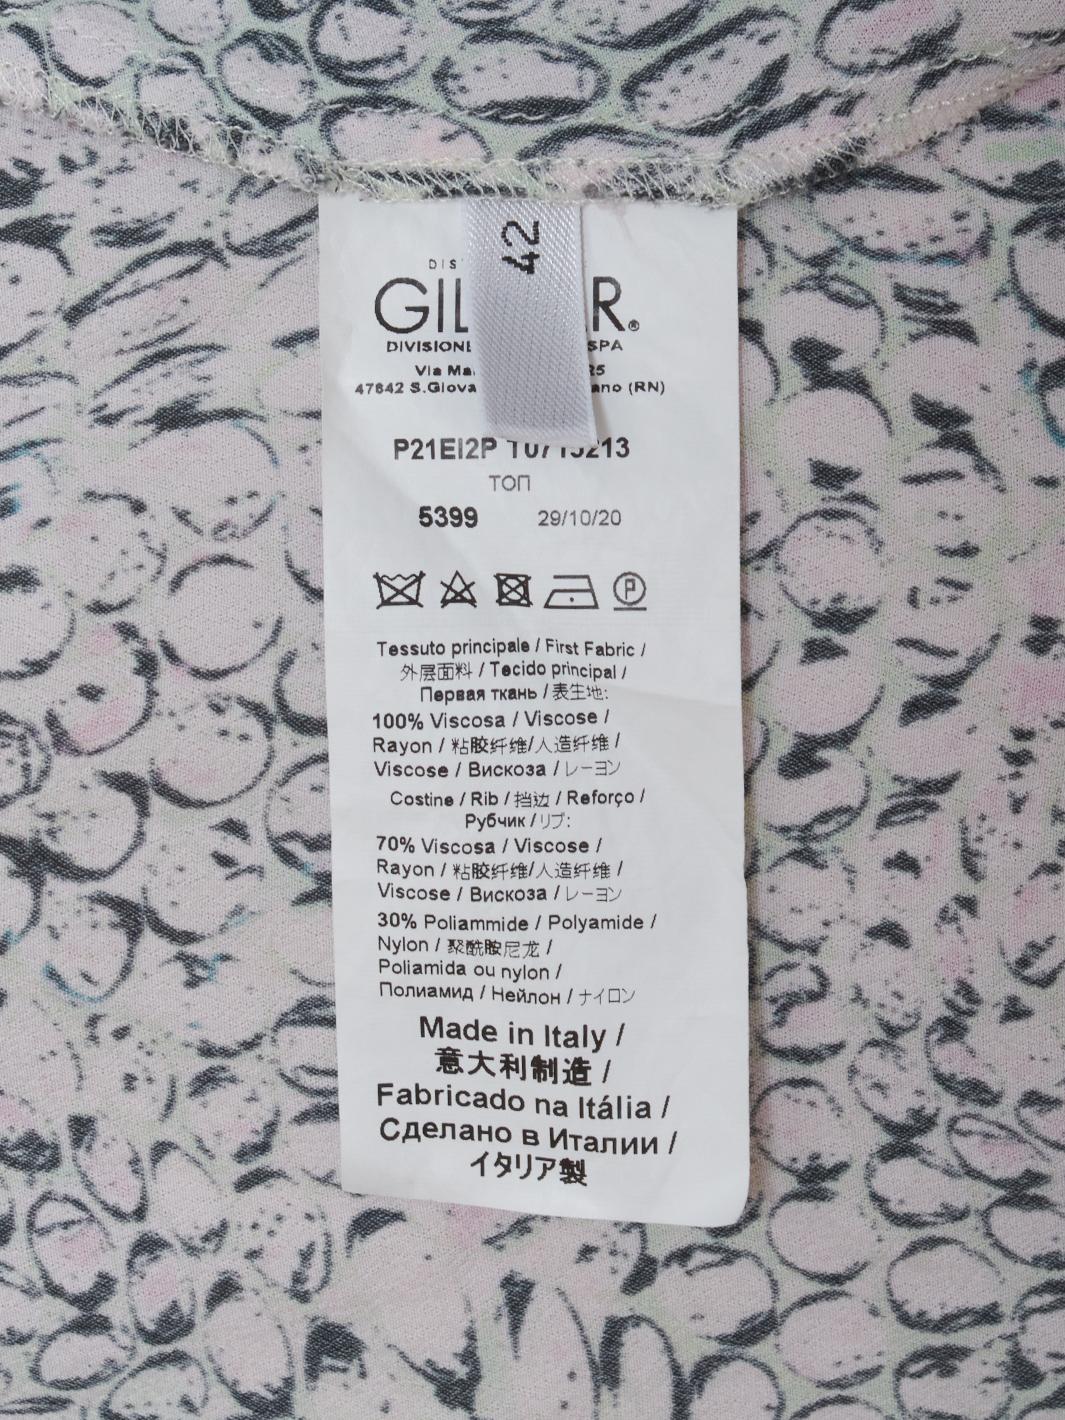 42
GIL R®
DIVISIONE SPA
Via
47842 S. (RN)
P21EI2P
ТОП
5399 29/10/20
P
Tessuto principale / First Fabric /
外层面料 / Tecido principal /
Первая ткань / 表生地:
100% Viscosa / Viscose /
Rayon / 粘胶纤维/人造纤维 /
Viscose / Вискоза / レーヨン
Costine / Rib / 挡边 / Reforço /
Рубчик / リブ:
70% Viscosa / Viscose /
Rayon / 粘胶纤维/人造纤维 /
Viscose / Вискоза / レーヨン
30% Poliammide / Polyamide /
Nylon / 聚酰胺尼龙 /
Poliamida ou nylon /
Полиамид / Нейлон / ナイロン
Made in Italy /
意大利制造 /
Fabricado na Itália /
Сделано в Италии /
イタリア製